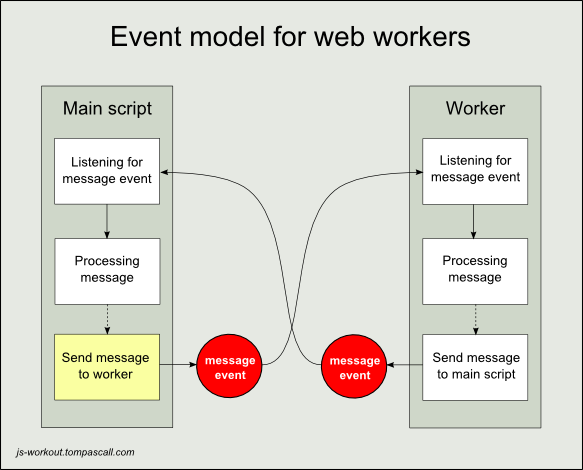 Event model for web workers
Main script
Listening for
message event
Processing
message
Send message
to worker
message
event
message
event
Worker
Listening for
message event
Processing
message
Send message
to main script
js-workout.tompascall.com